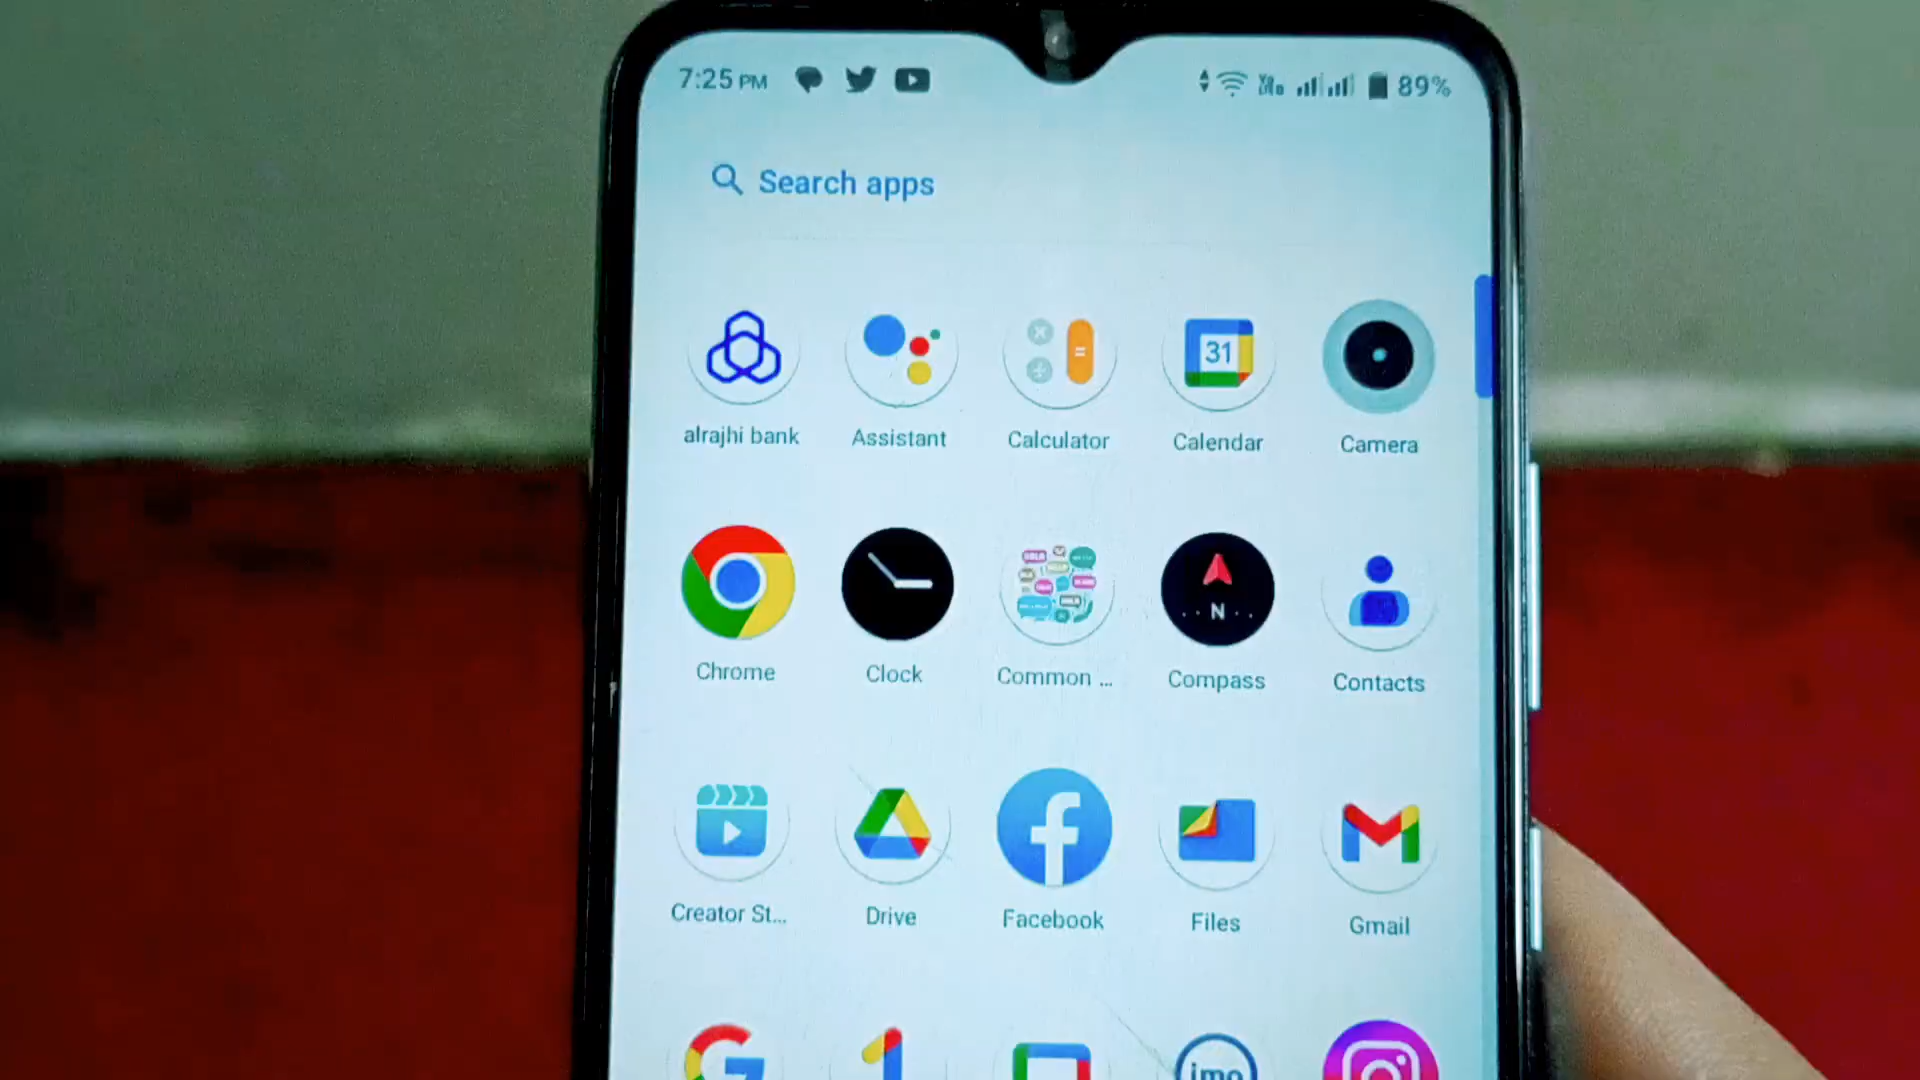 7:25 PM 89%
Search apps
31
alrajhi bank Assistant Calculator Calendar Camera
N
Chrome Clock Common ... Compass Contacts
Creator St... Drive Facebook Files Gmail
imo